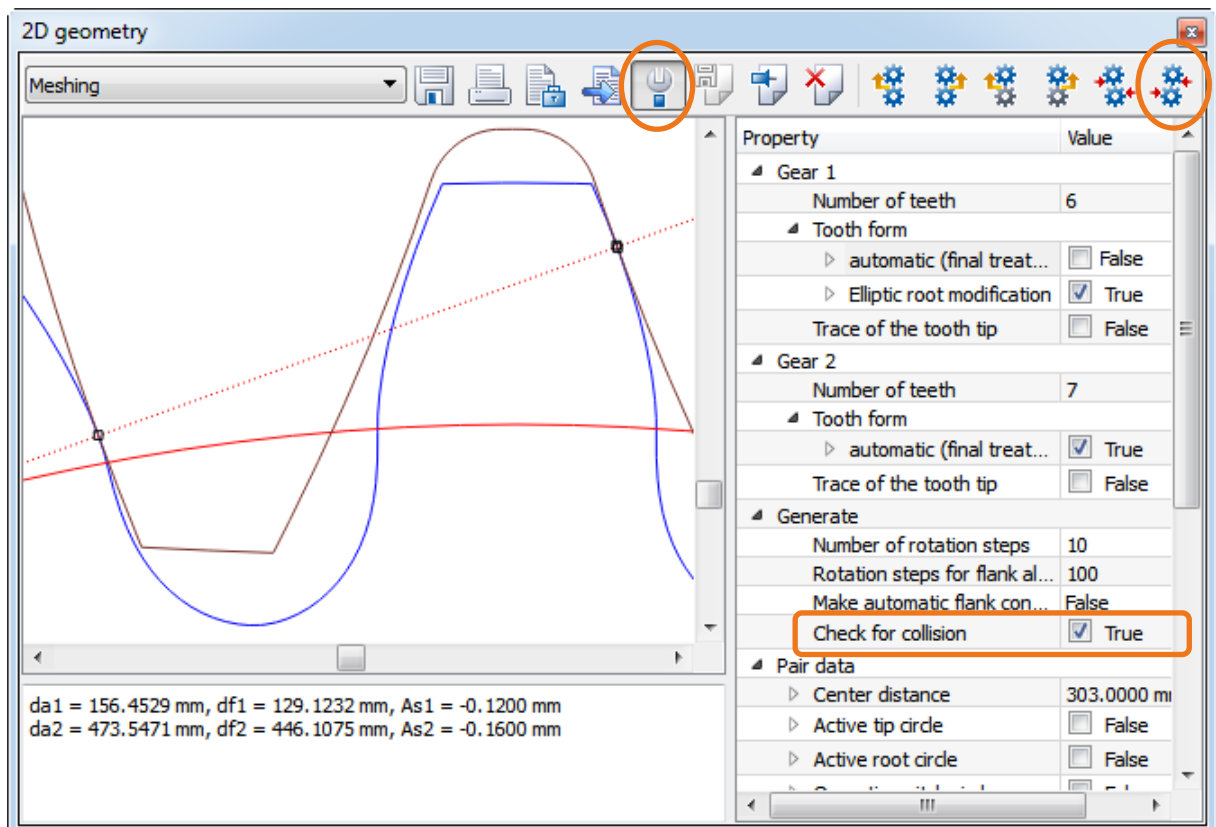 2D geometry
Meshing
Property Value
Gear 1
Number of teeth 6
Tooth form
automatic (final treat... False
Elliptic root modification True
Trace of the tooth tip False
Gear 2
Number of teeth 7
Tooth form
automatic (final treat... True
Trace of the tooth tip False
Generate
Number of rotation steps 10
Rotation steps for flank al... 100
Make automatic flank con... False
Check for collision True
Pair data
Center distance 303.0000 m
Active tip circle False
Active root circle False
da1 = 156.4529 mm, df1 = 129.1232 mm, As1 = -0.1200 mm
da2 = 473.5471 mm, df2 = 446.1075 mm, As2 = -0.1600 mm